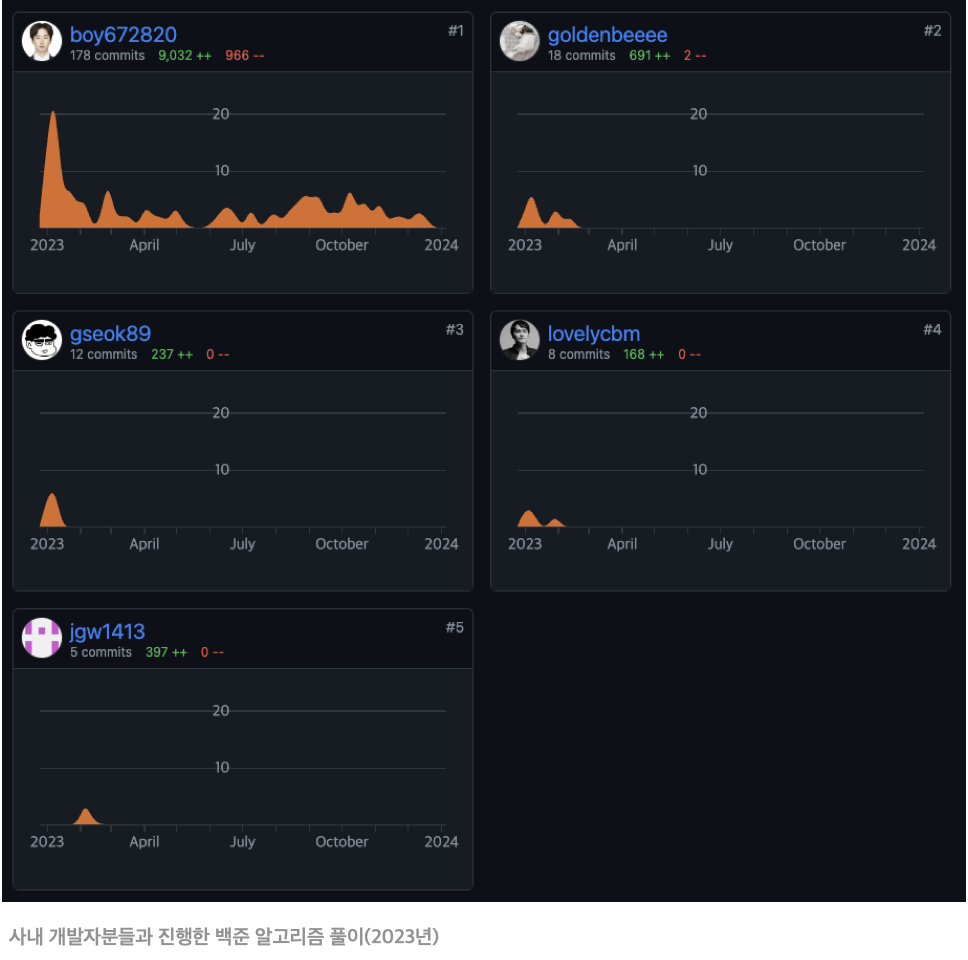 boy672820 #1
178 commits 9,032 ++ 966 --
20
10
2023 April July October 2024
goldenbeeee #2
18 commits 691 ++ 2 --
20
10
2023 April July October 2024
gseok89 #3
12 commits 237 ++ 0 --
20
10
2023 April July October 2024
lovelycbm #4
8 commits 168 ++ 0 --
20
10
2023 April July October 2024
jgw1413 #5
5 commits 397 ++ 0 --
20
10
2023 April July October 2024
사내 개발자분들과 진행한 백준 알고리즘 풀이(2023년)